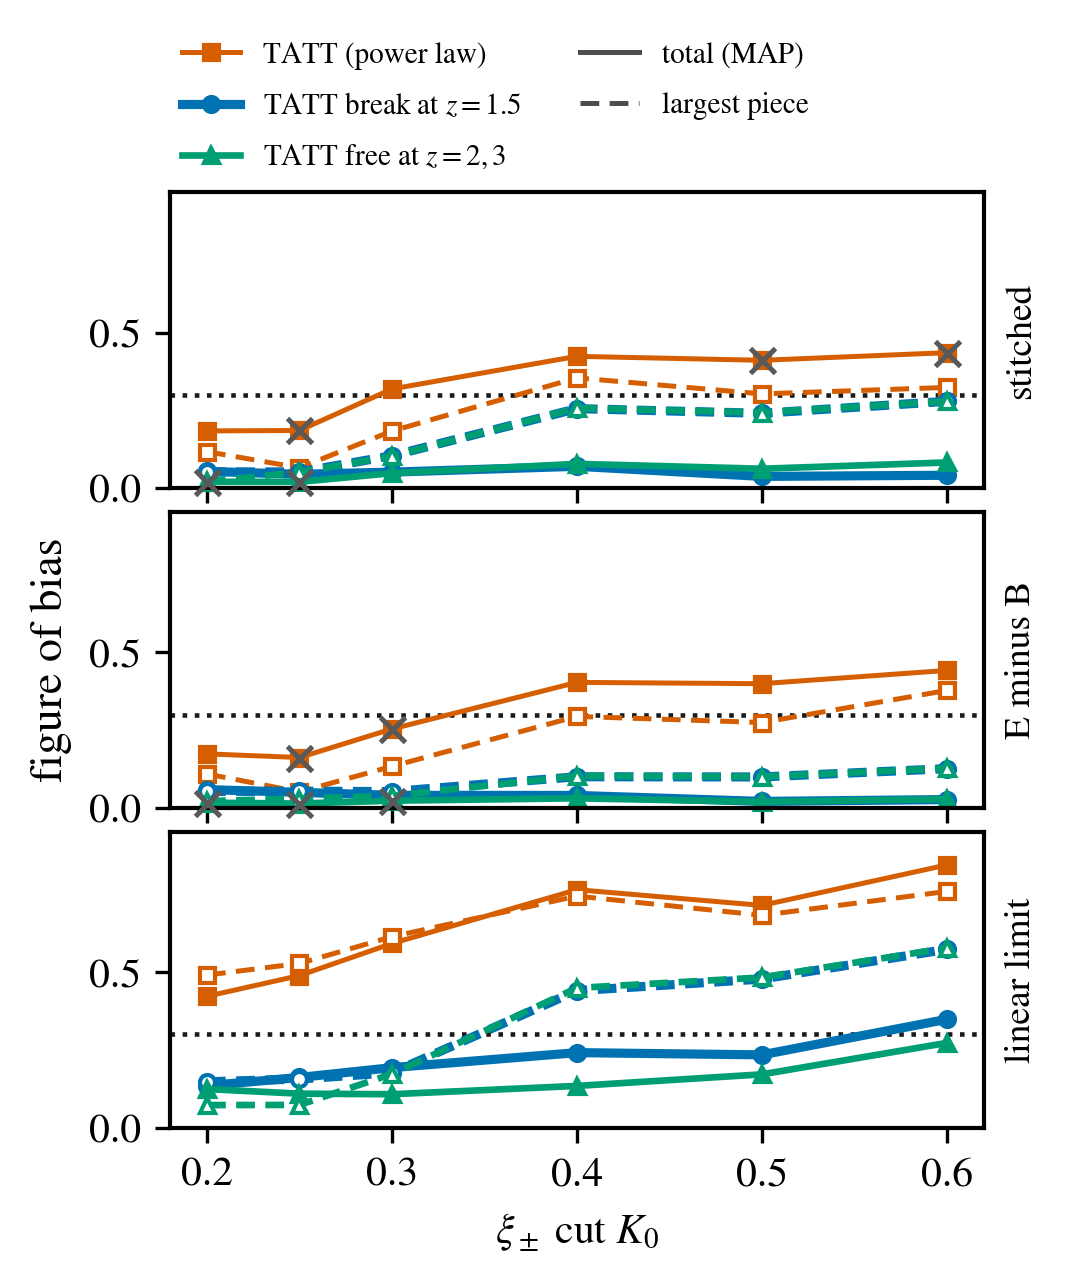 TATT (power law)
TATT break at z = 1.5
TATT free at z = 2, 3
total (MAP)
largest piece
0.5
0.0
stitched
0.5
0.0
E minus B
0.5
0.0
linear limit
figure of bias
0.2 0.3 0.4 0.5 0.6
ξ± cut K₀